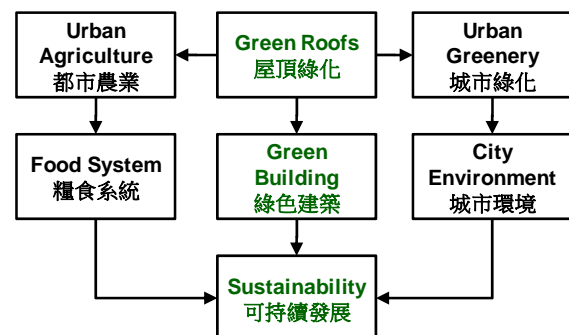 Urban
Agriculture
都市農業
Green Roofs
屋頂綠化
Urban
Greenery
城市綠化
Food System
糧食系統
Green
Building
綠色建築
City
Environment
城市環境
Sustainability
可持續發展